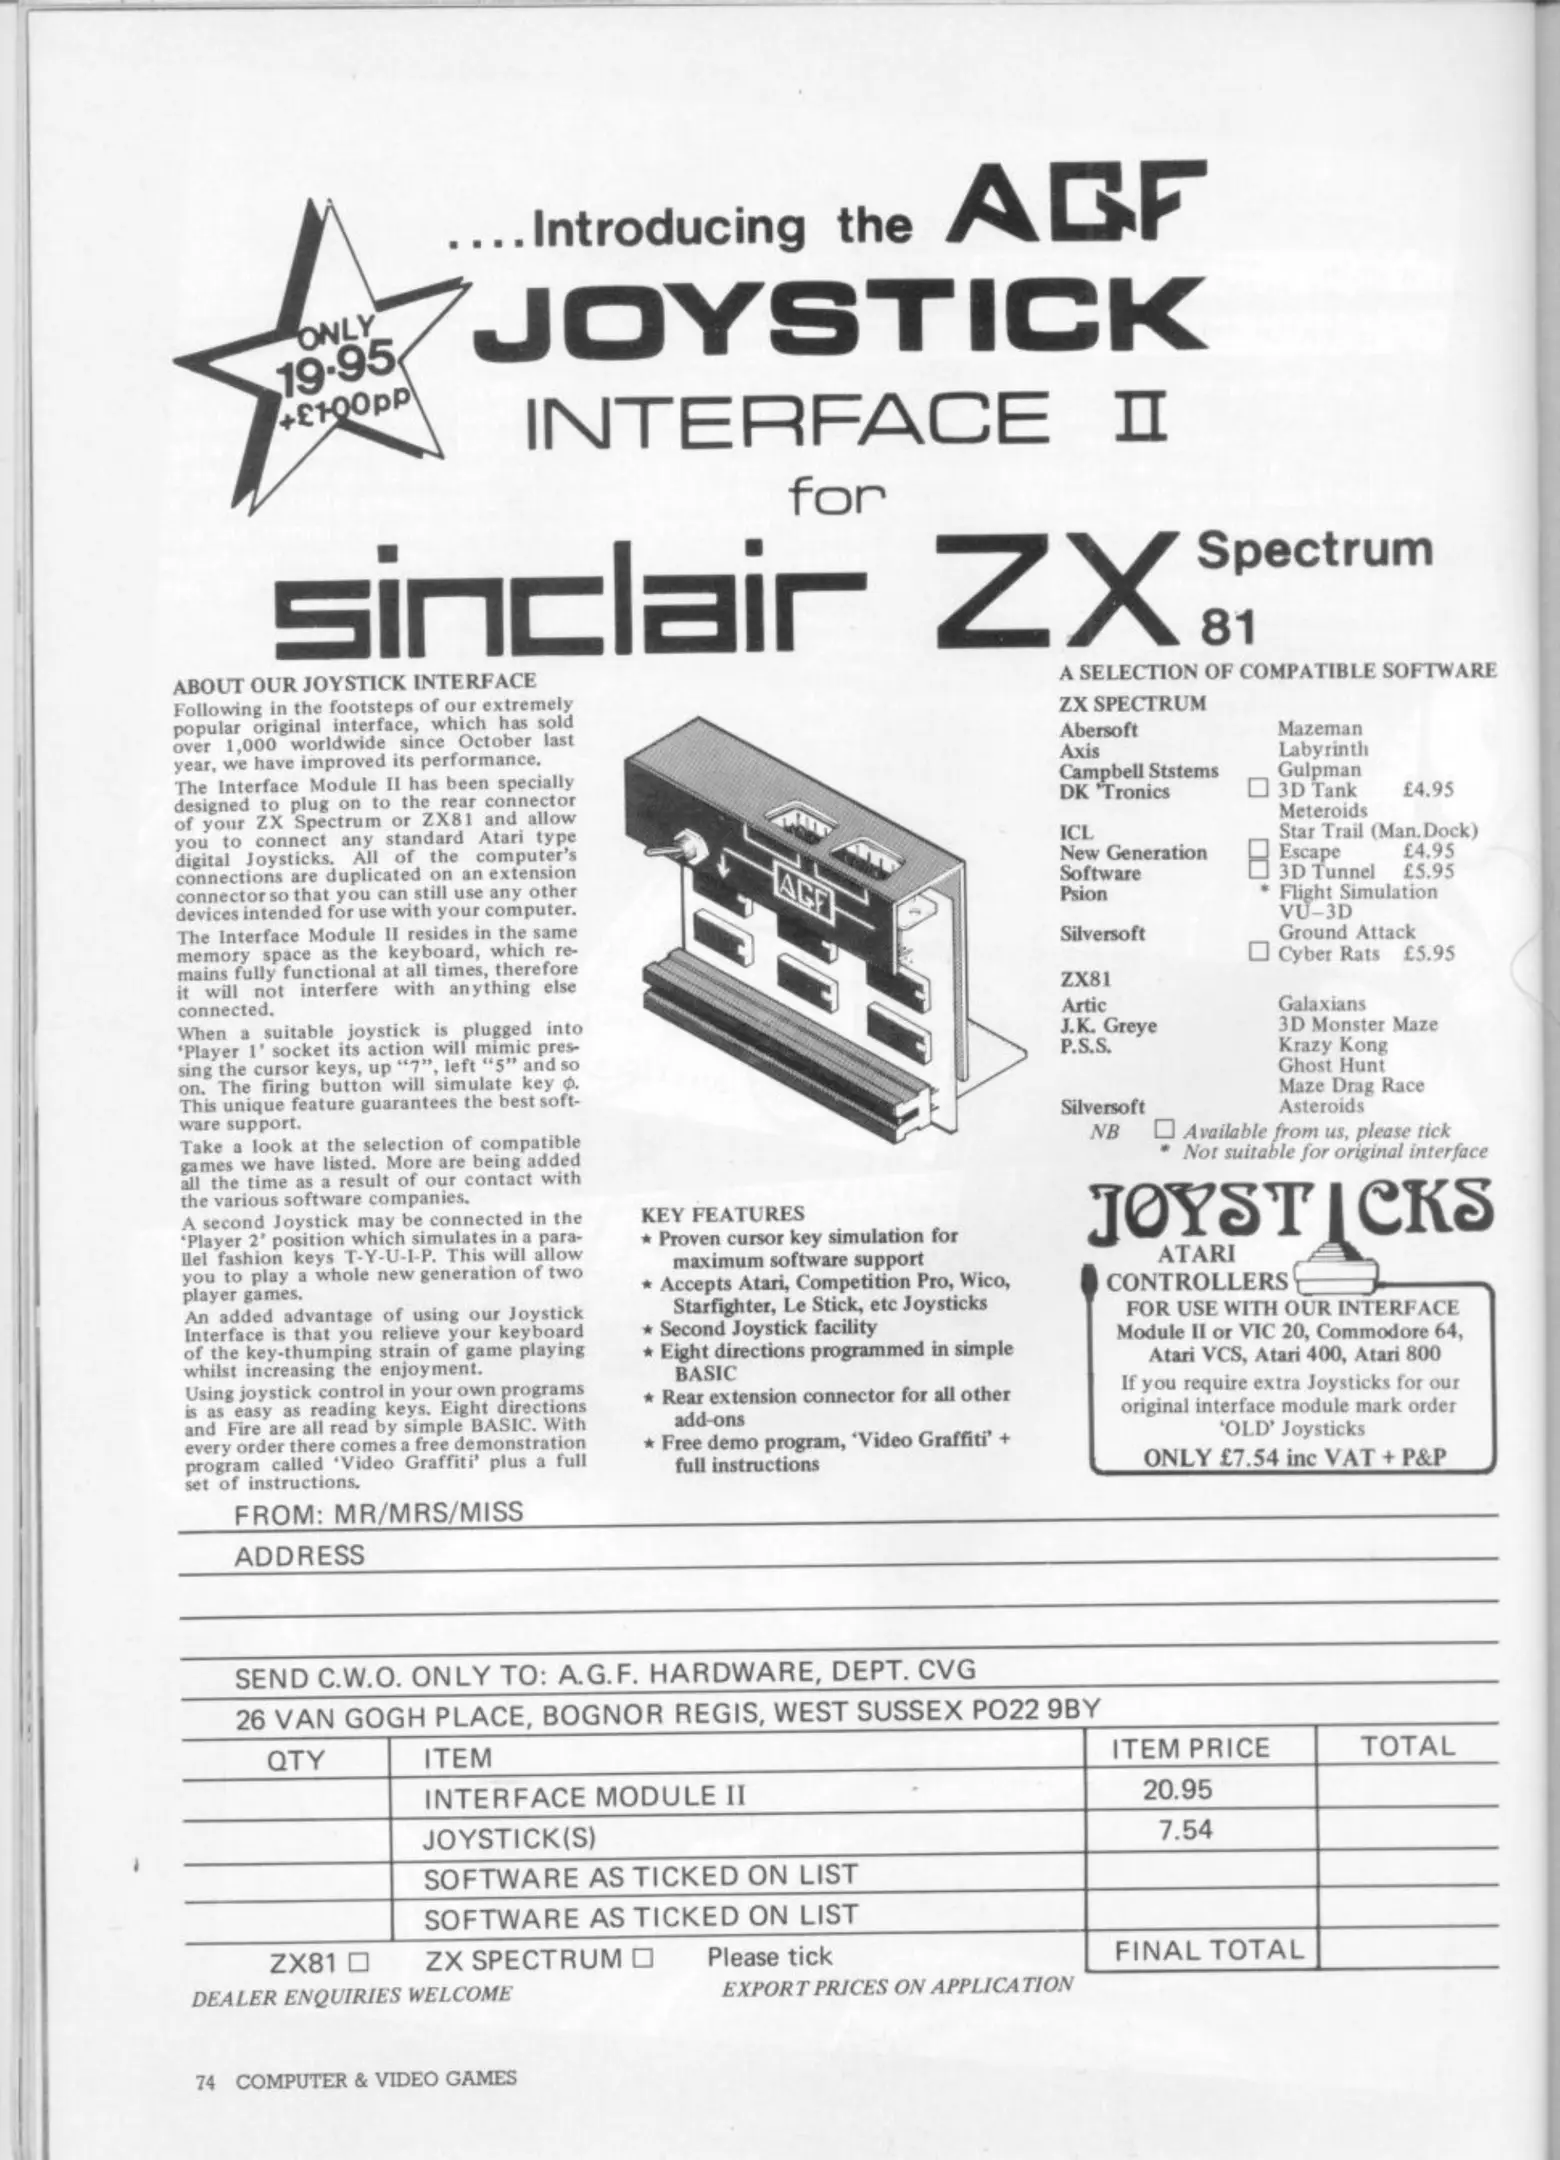 ....Introducing the AGF
JOYSTICK
INTERFACE II
for
sinclair ZX Spectrum
81
ONLY
19·95
+£1·00pp
ABOUT OUR JOYSTICK INTERFACE
Following in the footsteps of our extremely
popular original interface, which has sold
over 1,000 worldwide since October last
year, we have improved its performance.
The Interface Module II has been specially
designed to plug on to the rear connector
of your ZX Spectrum or ZX81 and allow
you to connect any standard Atari type
digital Joysticks. All of the computer's
connections are duplicated on an extension
connector so that you can still use any other
devices intended for use with your computer.
The Interface Module II resides in the same
memory space as the keyboard, which re-
mains fully functional at all times, therefore
it will not interfere with anything else
connected.
When a suitable joystick is plugged into
'Player 1' socket its action will mimic pres-
sing the cursor keys, up "7", left "5" and so
on. The firing button will simulate key φ.
This unique feature guarantees the best soft-
ware support.
Take a look at the selection of compatible
games we have listed. More are being added
all the time as a result of our contact with
the various software companies.
A second Joystick may be connected in the
'Player 2' position which simulates in a para-
llel fashion keys T-Y-U-I-P. This will allow
you to play a whole new generation of two
player games.
An added advantage of using our Joystick
Interface is that you relieve your keyboard
of the key-thumping strain of game playing
whilst increasing the enjoyment.
Using joystick control in your own programs
is as easy as reading keys. Eight directions
and Fire are all read by simple BASIC. With
every order there comes a free demonstration
program called 'Video Graffiti' plus a full
set of instructions.
AGF
KEY FEATURES
★ Proven cursor key simulation for
maximum software support
★ Accepts Atari, Competition Pro, Wico,
Starfighter, Le Stick, etc Joysticks
★ Second Joystick facility
★ Eight directions programmed in simple
BASIC
★ Rear extension connector for all other
add-ons
★ Free demo program, 'Video Graffiti' +
full instructions
A SELECTION OF COMPATIBLE SOFTWARE
ZX SPECTRUM
Abersoft Mazeman
Axis Labyrinth
Campbell Ststems Gulpman
DK 'Tronics □ 3D Tank £4.95
Meteroids
ICL Star Trail (Man.Dock)
New Generation □ Escape £4.95
Software □ 3D Tunnel £5.95
Psion * Flight Simulation
VU–3D
Silversoft Ground Attack
□ Cyber Rats £5.95
ZX81
Artic Galaxians
J.K. Greye 3D Monster Maze
P.S.S. Krazy Kong
Ghost Hunt
Maze Drag Race
Silversoft Asteroids
NB □ Available from us, please tick
* Not suitable for original interface
JOYSTICKS
ATARI
CONTROLLERS
FOR USE WITH OUR INTERFACE
Module II or VIC 20, Commodore 64,
Atari VCS, Atari 400, Atari 800
If you require extra Joysticks for our
original interface module mark order
'OLD' Joysticks
ONLY £7.54 inc VAT + P&P
FROM: MR/MRS/MISS
ADDRESS
SEND C.W.O. ONLY TO: A.G.F. HARDWARE, DEPT. CVG
26 VAN GOGH PLACE, BOGNOR REGIS, WEST SUSSEX PO22 9BY
QTY ITEM ITEM PRICE TOTAL
INTERFACE MODULE II 20.95
JOYSTICK(S) 7.54
SOFTWARE AS TICKED ON LIST
SOFTWARE AS TICKED ON LIST
ZX81 □ ZX SPECTRUM □ Please tick FINAL TOTAL
DEALER ENQUIRIES WELCOME EXPORT PRICES ON APPLICATION
74 COMPUTER & VIDEO GAMES